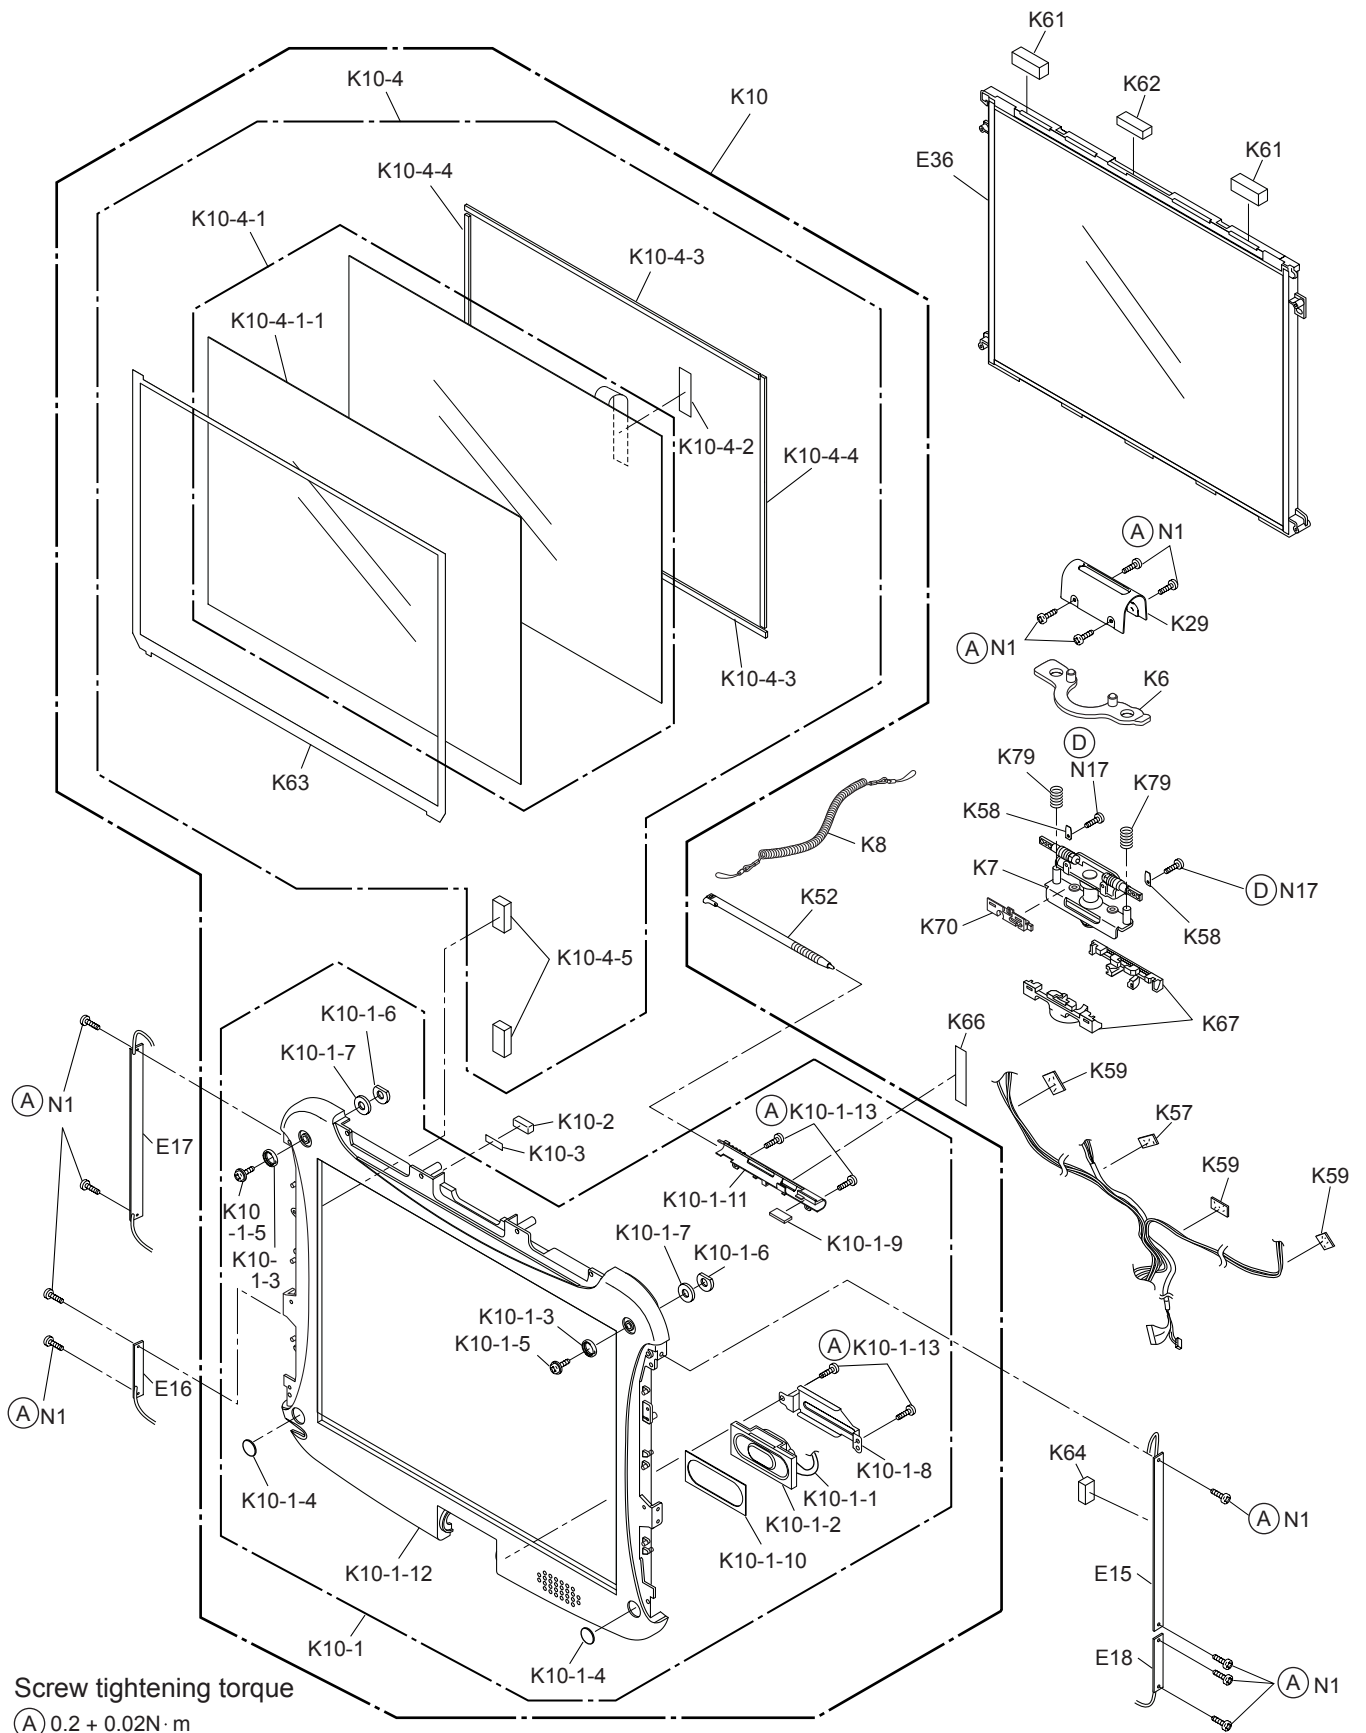 K61
K10-4
K62
K10
E36
K61
K10-4-4
K10-4-1
K10-4-3
K10-4-1-1
K10-4-2
K10-4-4
A N1
K29
A N1
K10-4-3
K6
K63
D
K79
N17
K79
K58
K8
K7
K52
D N17
K70
K58
K10-4-5
K67
K10-1-6
K66
K10-1-7
K59
A N1
A K10-1-13
K57
K10-2
E17
K10-3
K59
K59
K10-1-11
K10
-1-5
K10-1-7
K10-1-9
K10-1-6
K10-
1-3
K10-1-3
K10-1-5
A K10-1-13
E16
A N1
K64
K10-1-8
K10-1-4
K10-1-1
K10-1-2
A N1
K10-1-12
K10-1-10
E15
K10-1
K10-1-4
E18
A N1
Screw tightening torque
A 0.2 + 0.02N·m